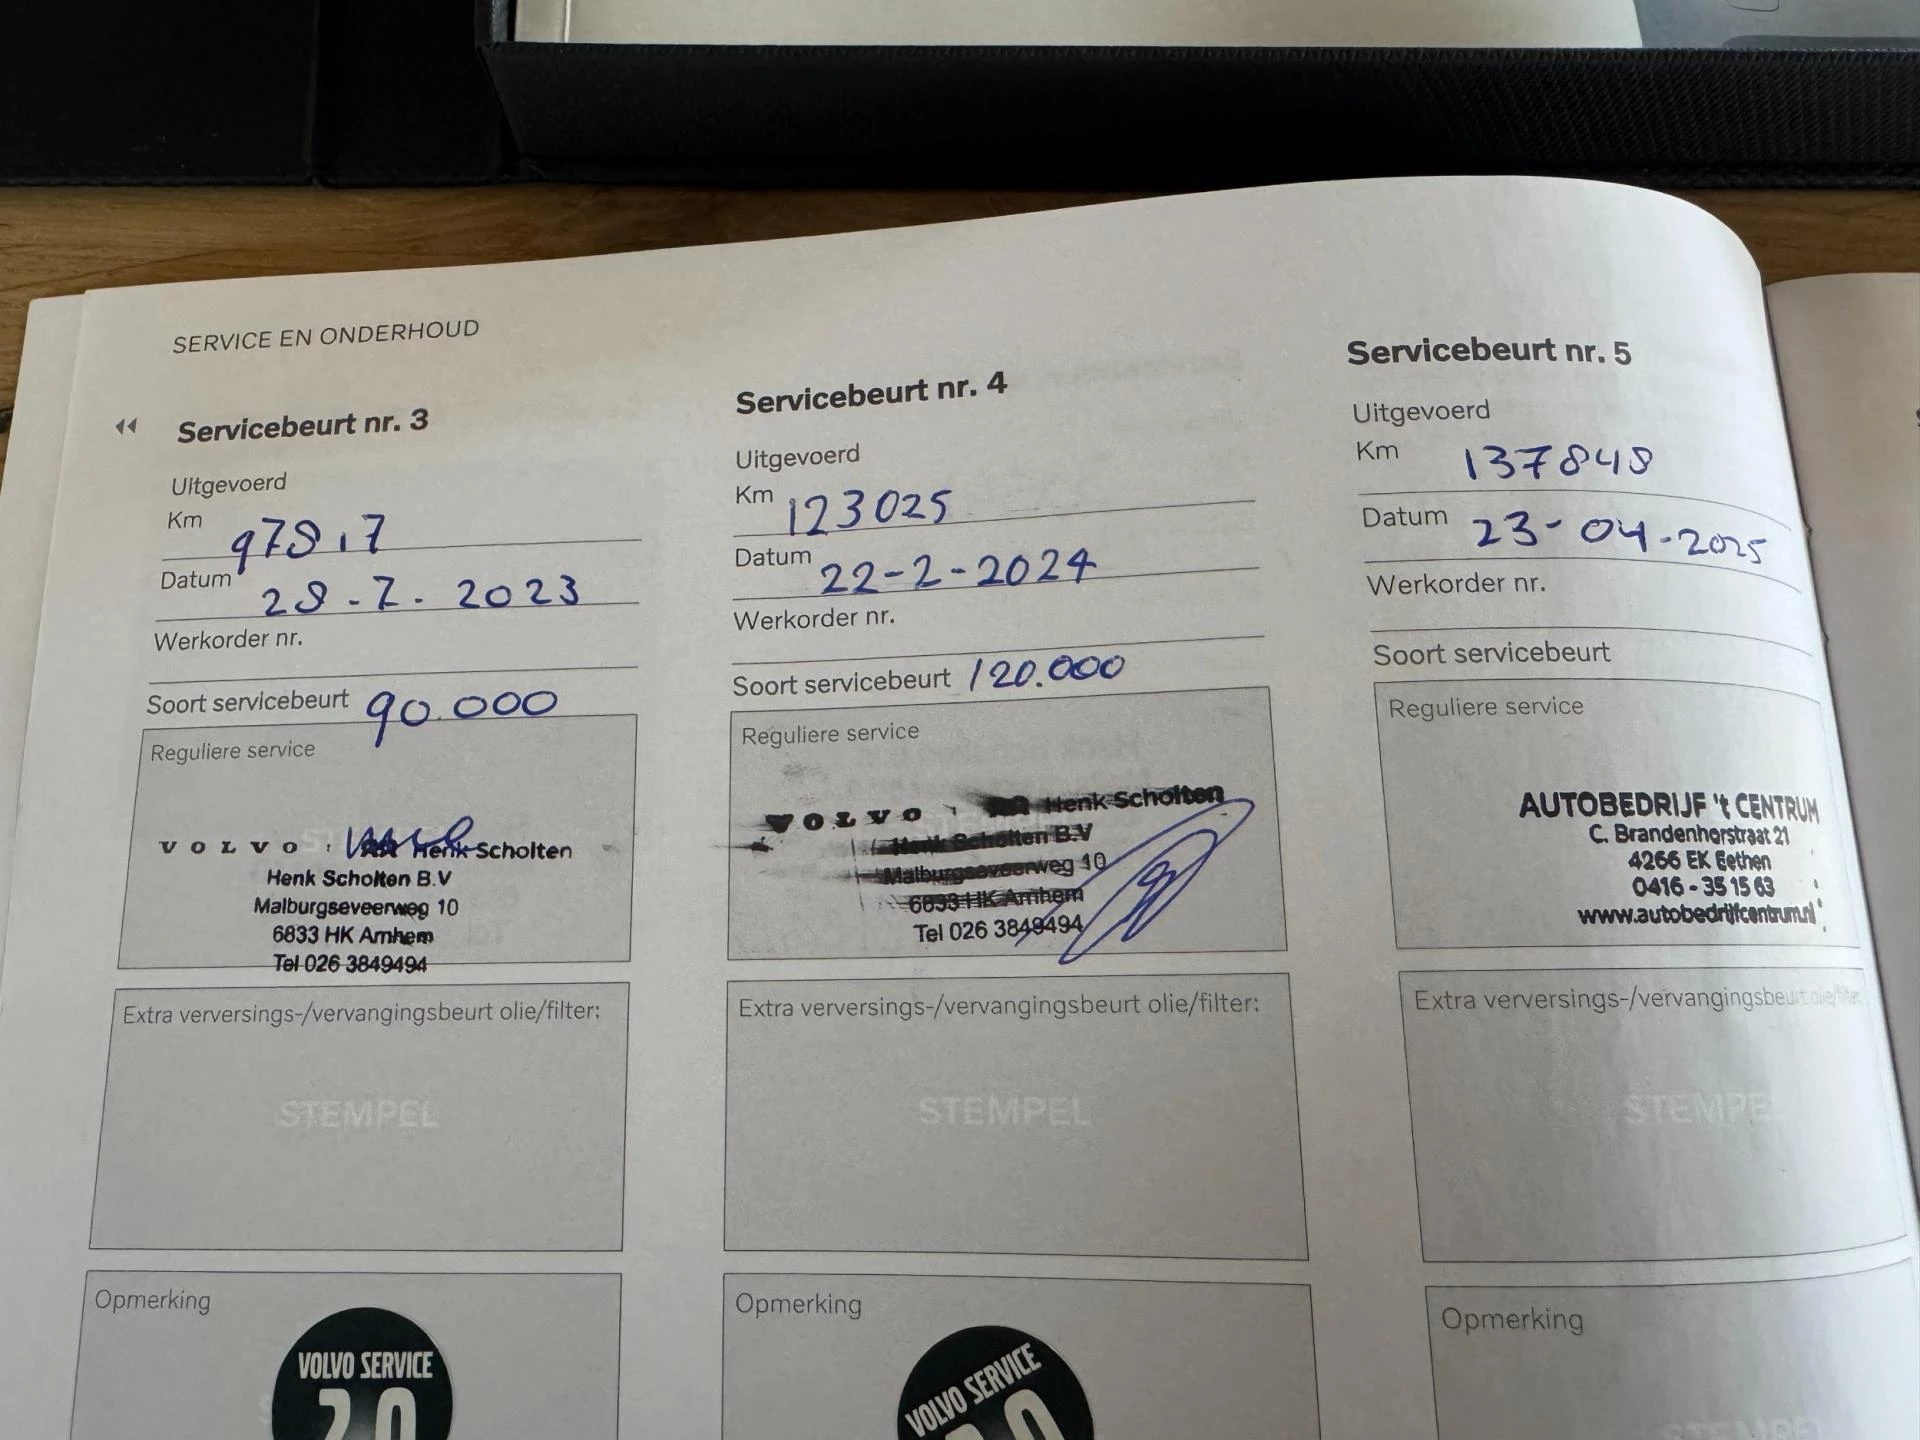 SERVICE EN ONDERHOUD
Servicebeurt nr. 3
Uitgevoerd
Km 97817
Datum 28-7-2023
Werkorder nr.
Soort servicebeurt 90.000
Reguliere service
VOLVO Henk Scholten
Henk Scholten B.V
Malburgseveerweg 10
6833 HK Arnhem
Tel 026 3849494
Extra verversings-/vervangingsbeurt olie/filter:
STEMPEL
Opmerking
VOLVO SERVICE
2.0
Servicebeurt nr. 4
Uitgevoerd
Km 123025
Datum 22-2-2024
Werkorder nr.
Soort servicebeurt 120.000
Reguliere service
VOLVO Henk Scholten
Henk Scholten B.V
Malburgseveerweg 10
6833 HK Arnhem
Tel 026 3849494
Extra verversings-/vervangingsbeurt olie/filter:
STEMPEL
Opmerking
VOLVO SERVICE
Servicebeurt nr. 5
Uitgevoerd
Km 137848
Datum 23-04-2025
Werkorder nr.
Soort servicebeurt
Reguliere service
AUTOBEDRIJF 't CENTRUM
C. Brandenhorstraat 21
4266 EK Eethen
0416 - 35 15 63
www.autobedrijfcentrum.nl
Extra verversings-/vervangingsbeurt olie/filter:
STEMPEL
Opmerking
STEMPEL